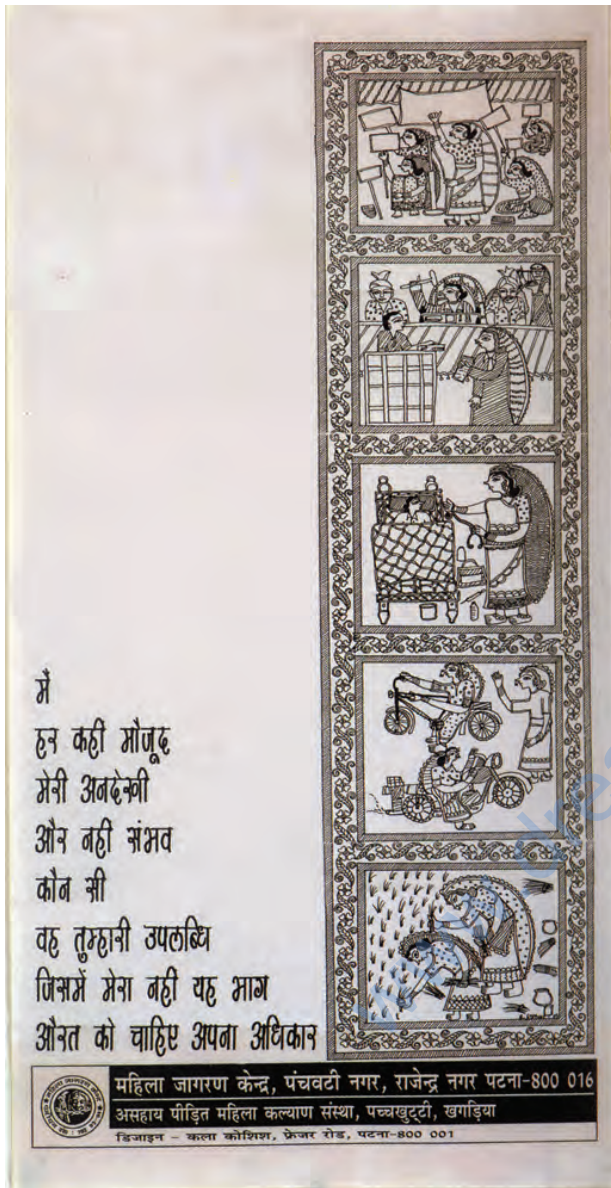 मैं
हर कहीं मौजूद
मेरी अनदेखी
और नहीं संभव
कौन सी
वह तुम्हारी उपलब्धि
जिसमें मेरा नहीं यह भाग
औरत को चाहिए अपना अधिकार
महिला जागरण केन्द्र, पंचवटी नगर, राजेन्द्र नगर पटना-800 016
असहाय पीड़ित महिला कल्याण संस्था, पच्चखुट्टी, खगड़िया
डिजाइन - कला कोशिश, फ्रेजर रोड, पटना-800 001